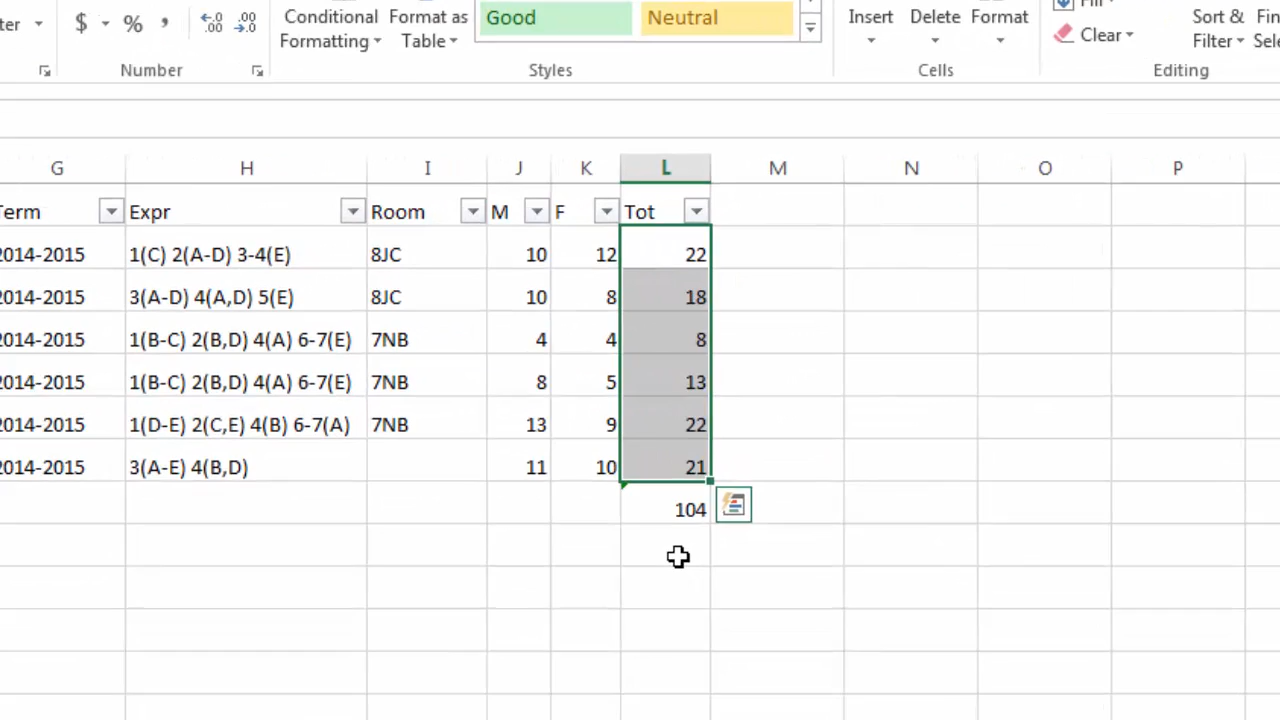 ter $ % , .00 .00
Conditional Formatting
Format as Table
Good Neutral
Insert Delete Format
Fill
Clear
Sort & Filter
Number Styles Cells Editing
G H I J K L M N O P
Term Expr Room M F Tot
2014-2015 1(C) 2(A-D) 3-4(E) 8JC 10 12 22
2014-2015 3(A-D) 4(A,D) 5(E) 8JC 10 8 18
2014-2015 1(B-C) 2(B,D) 4(A) 6-7(E) 7NB 4 4 8
2014-2015 1(B-C) 2(B,D) 4(A) 6-7(E) 7NB 8 5 13
2014-2015 1(D-E) 2(C,E) 4(B) 6-7(A) 7NB 13 9 22
2014-2015 3(A-E) 4(B,D) 11 10 21
104